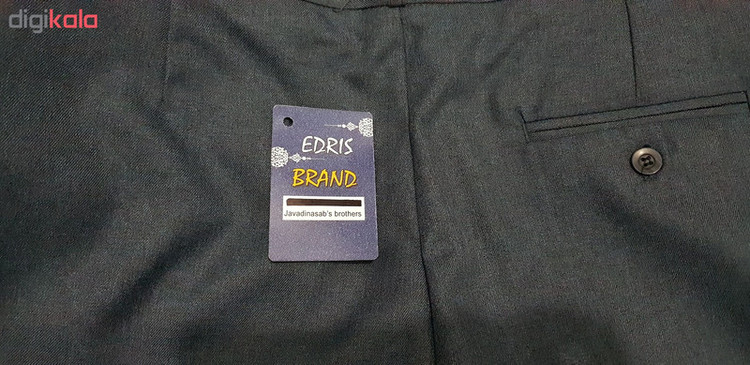 digikala
EDRIS
BRAND
Javadinasab's brothers